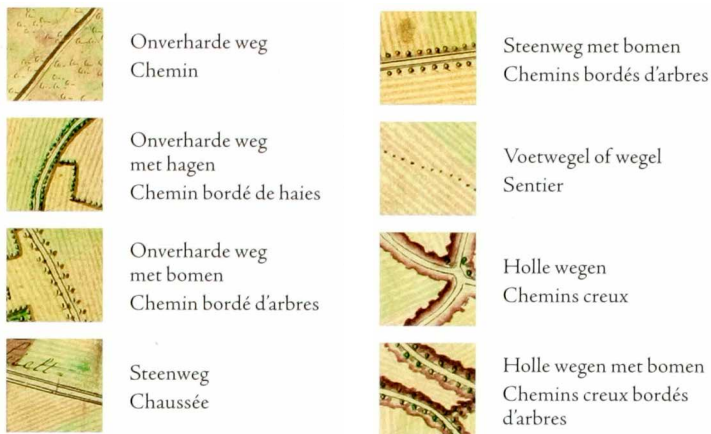 Onverharde weg
Chemin
Onverharde weg
met hagen
Chemin bordé de haies
Onverharde weg
met bomen
Chemin bordé d'arbres
Steenweg
Chaussée
Steenweg met bomen
Chemins bordés d'arbres
Voetwegel of wegel
Sentier
Holle wegen
Chemins creux
Holle wegen met bomen
Chemins creux bordés
d'arbres